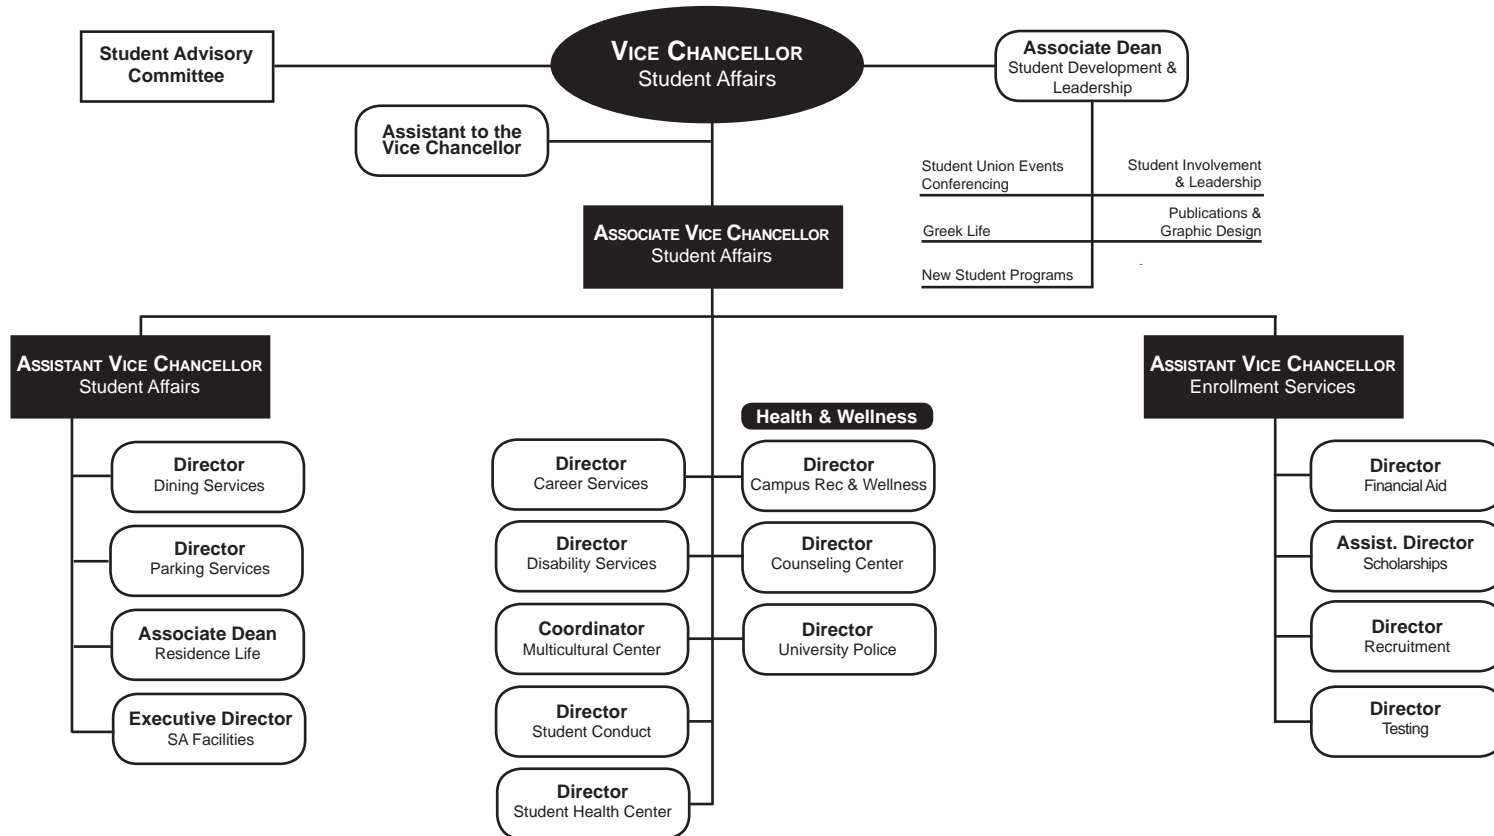 Student Advisory
Committee
VICE CHANCELLOR
Student Affairs
Associate Dean
Student Development &
Leadership
Assistant to the
Vice Chancellor
Student Union Events
Conferencing
Student Involvement
& Leadership
Greek Life
Publications &
Graphic Design
New Student Programs
-
ASSOCIATE VICE CHANCELLOR
Student Affairs
ASSISTANT VICE CHANCELLOR
Student Affairs
Director
Dining Services
Director
Parking Services
Associate Dean
Residence Life
Executive Director
SA Facilities
Director
Career Services
Director
Disability Services
Coordinator
Multicultural Center
Director
Student Conduct
Director
Student Health Center
Health & Wellness
Director
Campus Rec & Wellness
Director
Counseling Center
Director
University Police
ASSISTANT VICE CHANCELLOR
Enrollment Services
Director
Financial Aid
Assist. Director
Scholarships
Director
Recruitment
Director
Testing